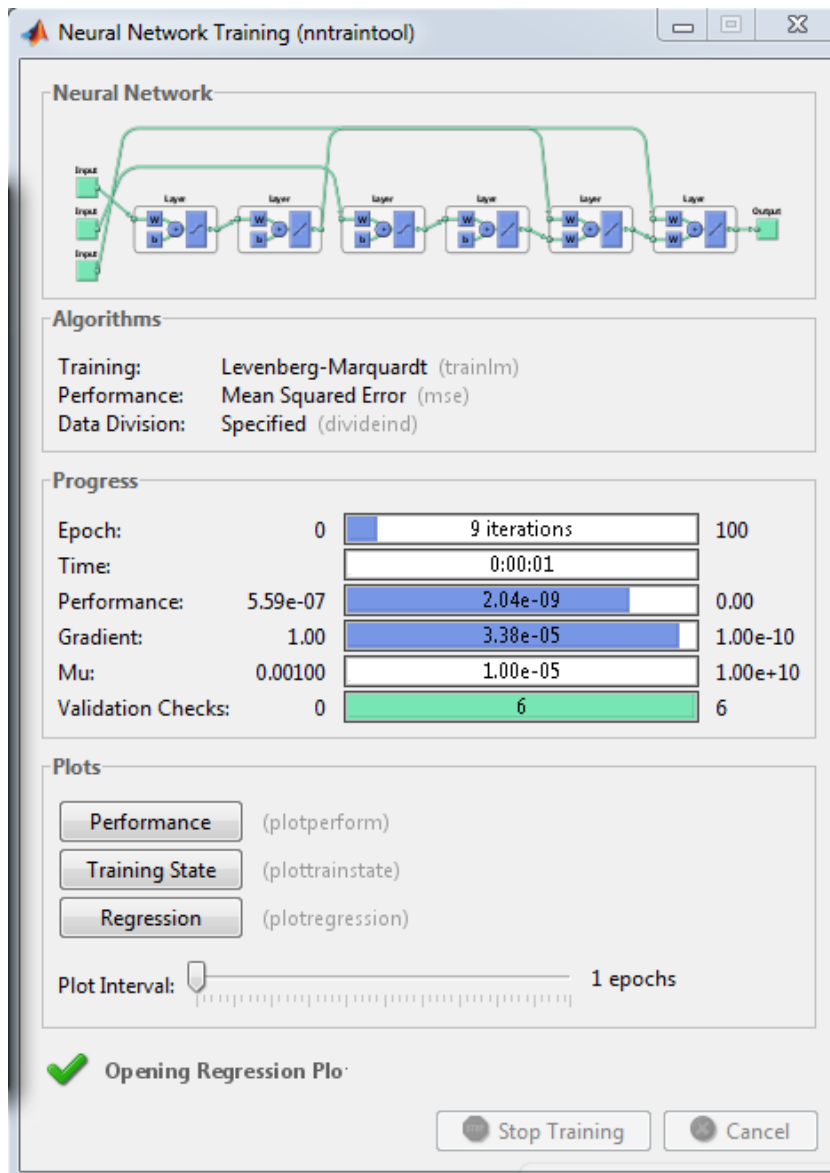 Neural Network Training (nntraintool)
Neural Network
Input
Input
Input
Layer
Layer
Layer
Layer
Layer
Layer
Output
W
b
W
b
W
b
W
b
W
W
W
W
Algorithms
Training: Levenberg-Marquardt (trainlm)
Performance: Mean Squared Error (mse)
Data Division: Specified (divideind)
Progress
Epoch: 0 9 iterations 100
Time: 0:00:01
Performance: 5.59e-07 2.04e-09 0.00
Gradient: 1.00 3.38e-05 1.00e-10
Mu: 0.00100 1.00e-05 1.00e+10
Validation Checks: 0 6 6
Plots
Performance (plotperform)
Training State (plottrainstate)
Regression (plotregression)
Plot Interval: 1 epochs
Opening Regression Plo
Stop Training Cancel